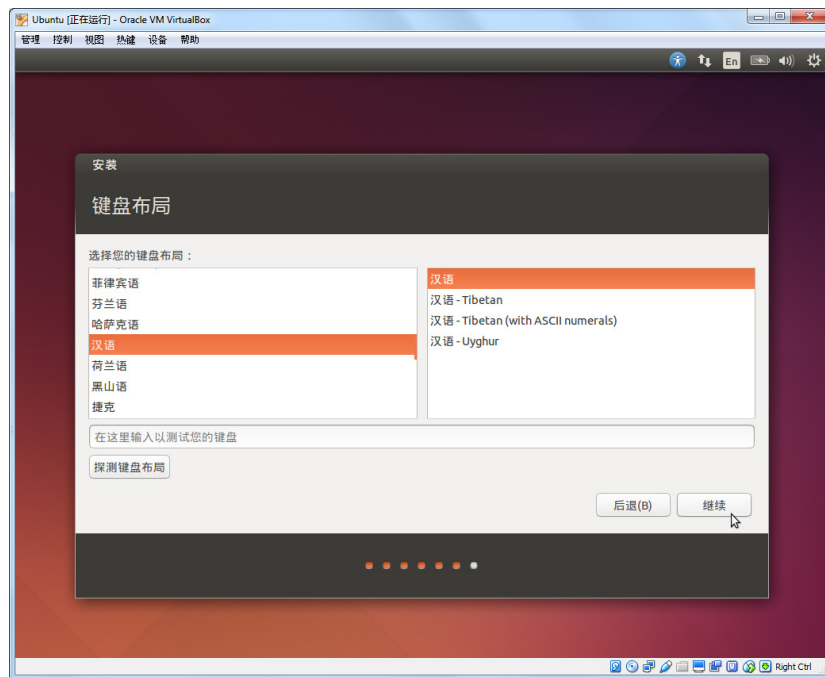 Ubuntu [正在运行] - Oracle VM VirtualBox
管理 控制 视图 热键 设备 帮助
En
安装
键盘布局
选择您的键盘布局：
菲律宾语
芬兰语
哈萨克语
汉语
荷兰语
黑山语
捷克
汉语
汉语 - Tibetan
汉语 - Tibetan (with ASCII numerals)
汉语 - Uyghur
在这里输入以测试您的键盘
探测键盘布局
后退(B) 继续
Right Ctrl